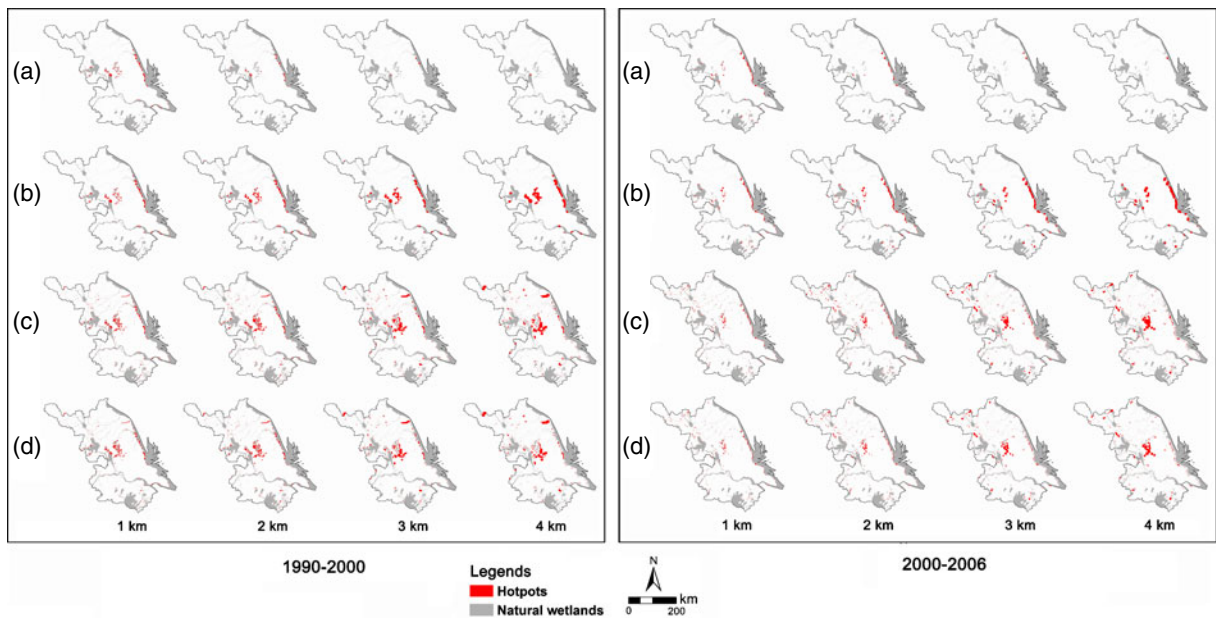 (a) (a)
(b) (b)
(c) (c)
(d) (d)
1 km 2 km 3 km 4 km 1 km 2 km 3 km 4 km
1990-2000 2000-2006
Legends
Hotpots
Natural wetlands
N
km
0 200